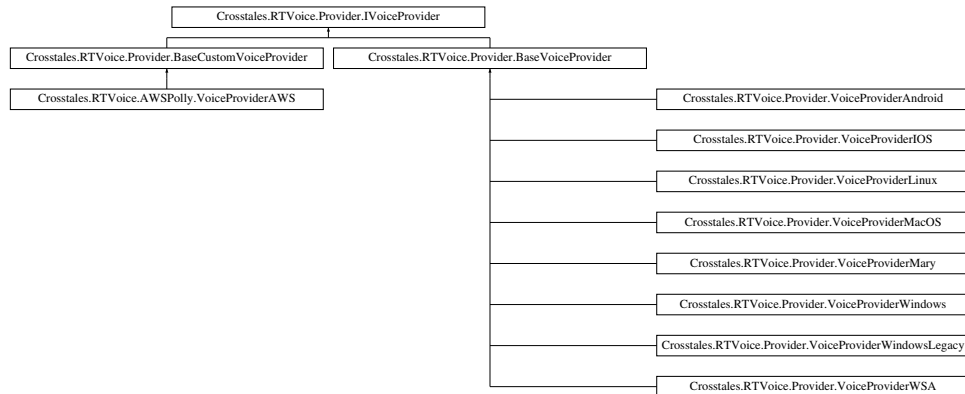 Crosstales.RTVoice.Provider.IVoiceProvider
Crosstales.RTVoice.Provider.BaseCustomVoiceProvider
Crosstales.RTVoice.Provider.BaseVoiceProvider
Crosstales.RTVoice.AWSPolly.VoiceProviderAWS
Crosstales.RTVoice.Provider.VoiceProviderAndroid
Crosstales.RTVoice.Provider.VoiceProviderIOS
Crosstales.RTVoice.Provider.VoiceProviderLinux
Crosstales.RTVoice.Provider.VoiceProviderMacOS
Crosstales.RTVoice.Provider.VoiceProviderMary
Crosstales.RTVoice.Provider.VoiceProviderWindows
Crosstales.RTVoice.Provider.VoiceProviderWindowsLegacy
Crosstales.RTVoice.Provider.VoiceProviderWSA